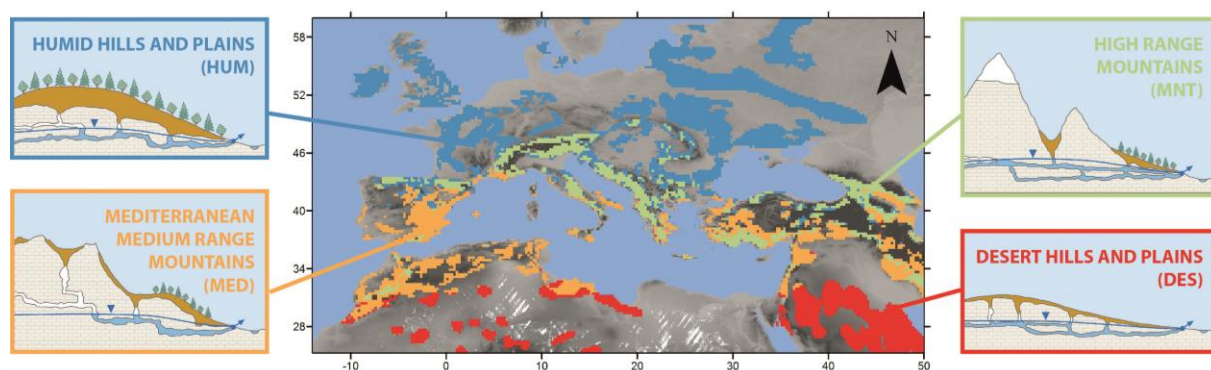 HUMID HILLS AND PLAINS
(HUM)
MEDITERRANEAN
MEDIUM RANGE
MOUNTAINS
(MED)
58
52
46
40
34
28
-10
0
10
20
30
40
50
N
HIGH RANGE
MOUNTAINS
(MNT)
DESERT HILLS AND PLAINS
(DES)